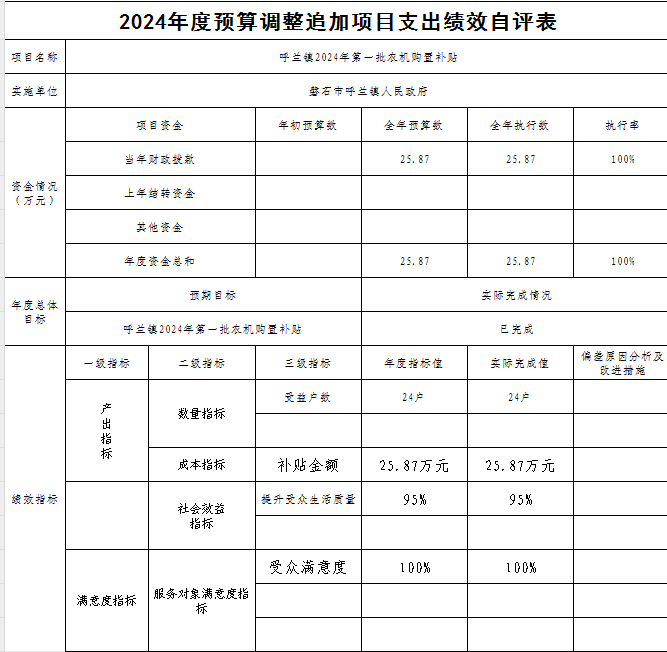 2024年度预算调整追加项目支出绩效自评表
项目名称 呼兰镇2024年第一批农机购置补贴
实施单位 磐石市呼兰镇人民政府
资金情况
（万元）
项目资金 年初预算数 全年预算数 全年执行数 执行率
当年财政拨款 25.87 25.87 100%
上年结转资金
其他资金
年度资金总和 25.87 25.87 100%
年度总体
目标
预期目标 实际完成情况
呼兰镇2024年第一批农机购置补贴 已完成
绩效指标
一级指标 二级指标 三级指标 年度指标值 实际完成值 偏差原因分析及
改进措施
产
出
指
标
数量指标 受益户数 24户 24户
成本指标 补贴金额 25.87万元 25.87万元
社会效益
指标
提升受众生活质量 95% 95%
满意度指标 服务对象满意度指
标
受众满意度 100% 100%